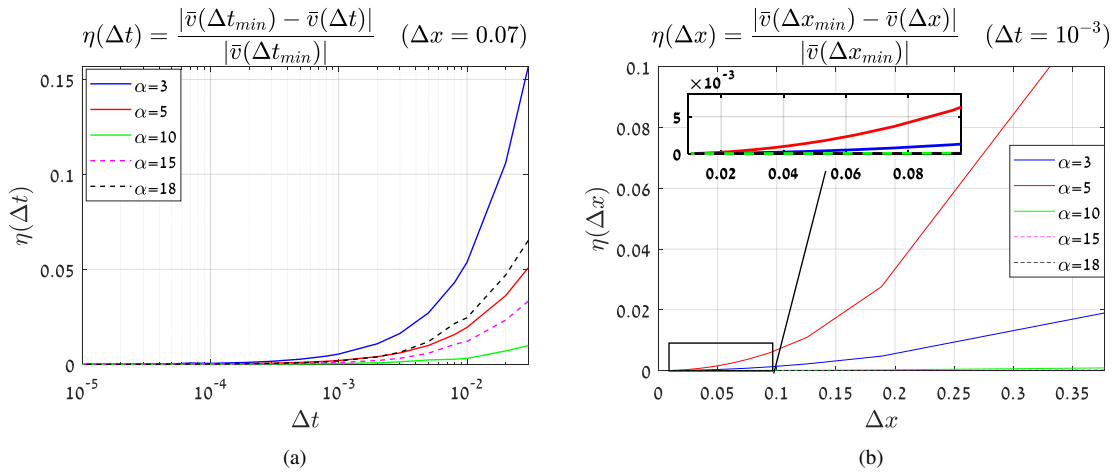 η(Δt) = |v̄(Δt_min) − v̄(Δt)| / |v̄(Δt_min)| (Δx = 0.07)
0.15
0.1
0.05
0
η(Δt)
α=3
α=5
α=10
α=15
α=18
10^-5 10^-4 10^-3 10^-2
Δt
(a)
η(Δx) = |v̄(Δx_min) − v̄(Δx)| / |v̄(Δx_min)| (Δt = 10^−3)
0.1
0.08
0.06
0.04
0.02
0
η(Δx)
×10^-3
5
0
0.02 0.04 0.06 0.08
α=3
α=5
α=10
α=15
α=18
0 0.05 0.1 0.15 0.2 0.25 0.3 0.35
Δx
(b)